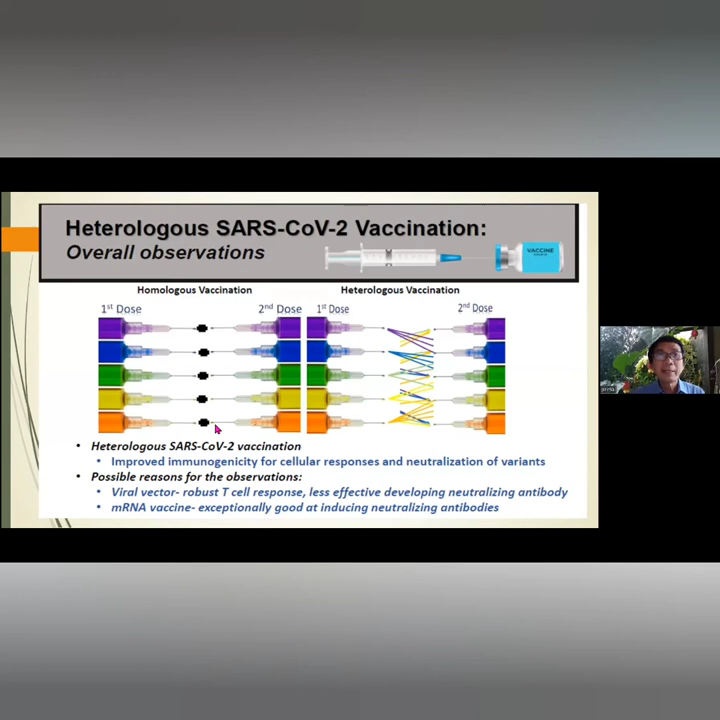 Heterologous SARS-CoV-2 Vaccination:
Overall observations
VACCINE
Homologous Vaccination
Heterologous Vaccination
1st Dose
2nd Dose
1st Dose
2nd Dose
• Heterologous SARS-CoV-2 vaccination
• Improved immunogenicity for cellular responses and neutralization of variants
• Possible reasons for the observations:
• Viral vector- robust T cell response, less effective developing neutralizing antibody
• mRNA vaccine- exceptionally good at inducing neutralizing antibodies